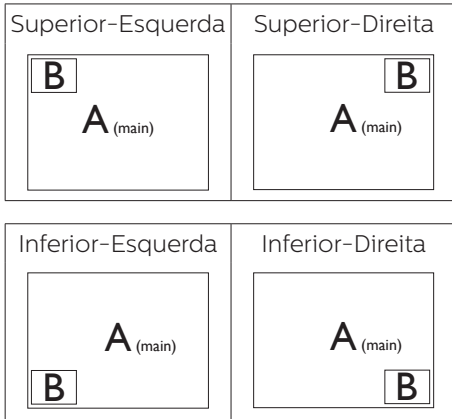 Superior-Esquerda
Superior-Direita
B
A (main)
B
A (main)
Inferior-Esquerda
Inferior-Direita
A (main)
B
A (main)
B